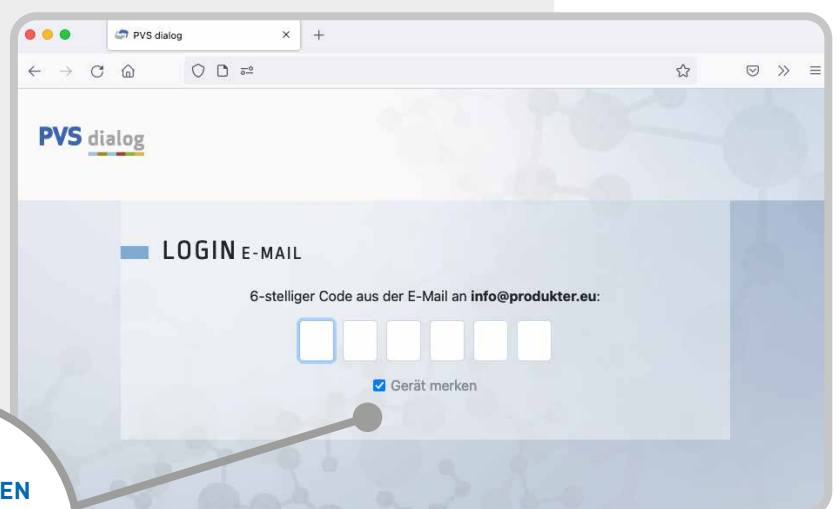 PVS dialog
PVS dialog
LOGIN E-MAIL
6-stelliger Code aus der E-Mail an info@produkter.eu:
Gerät merken
EN